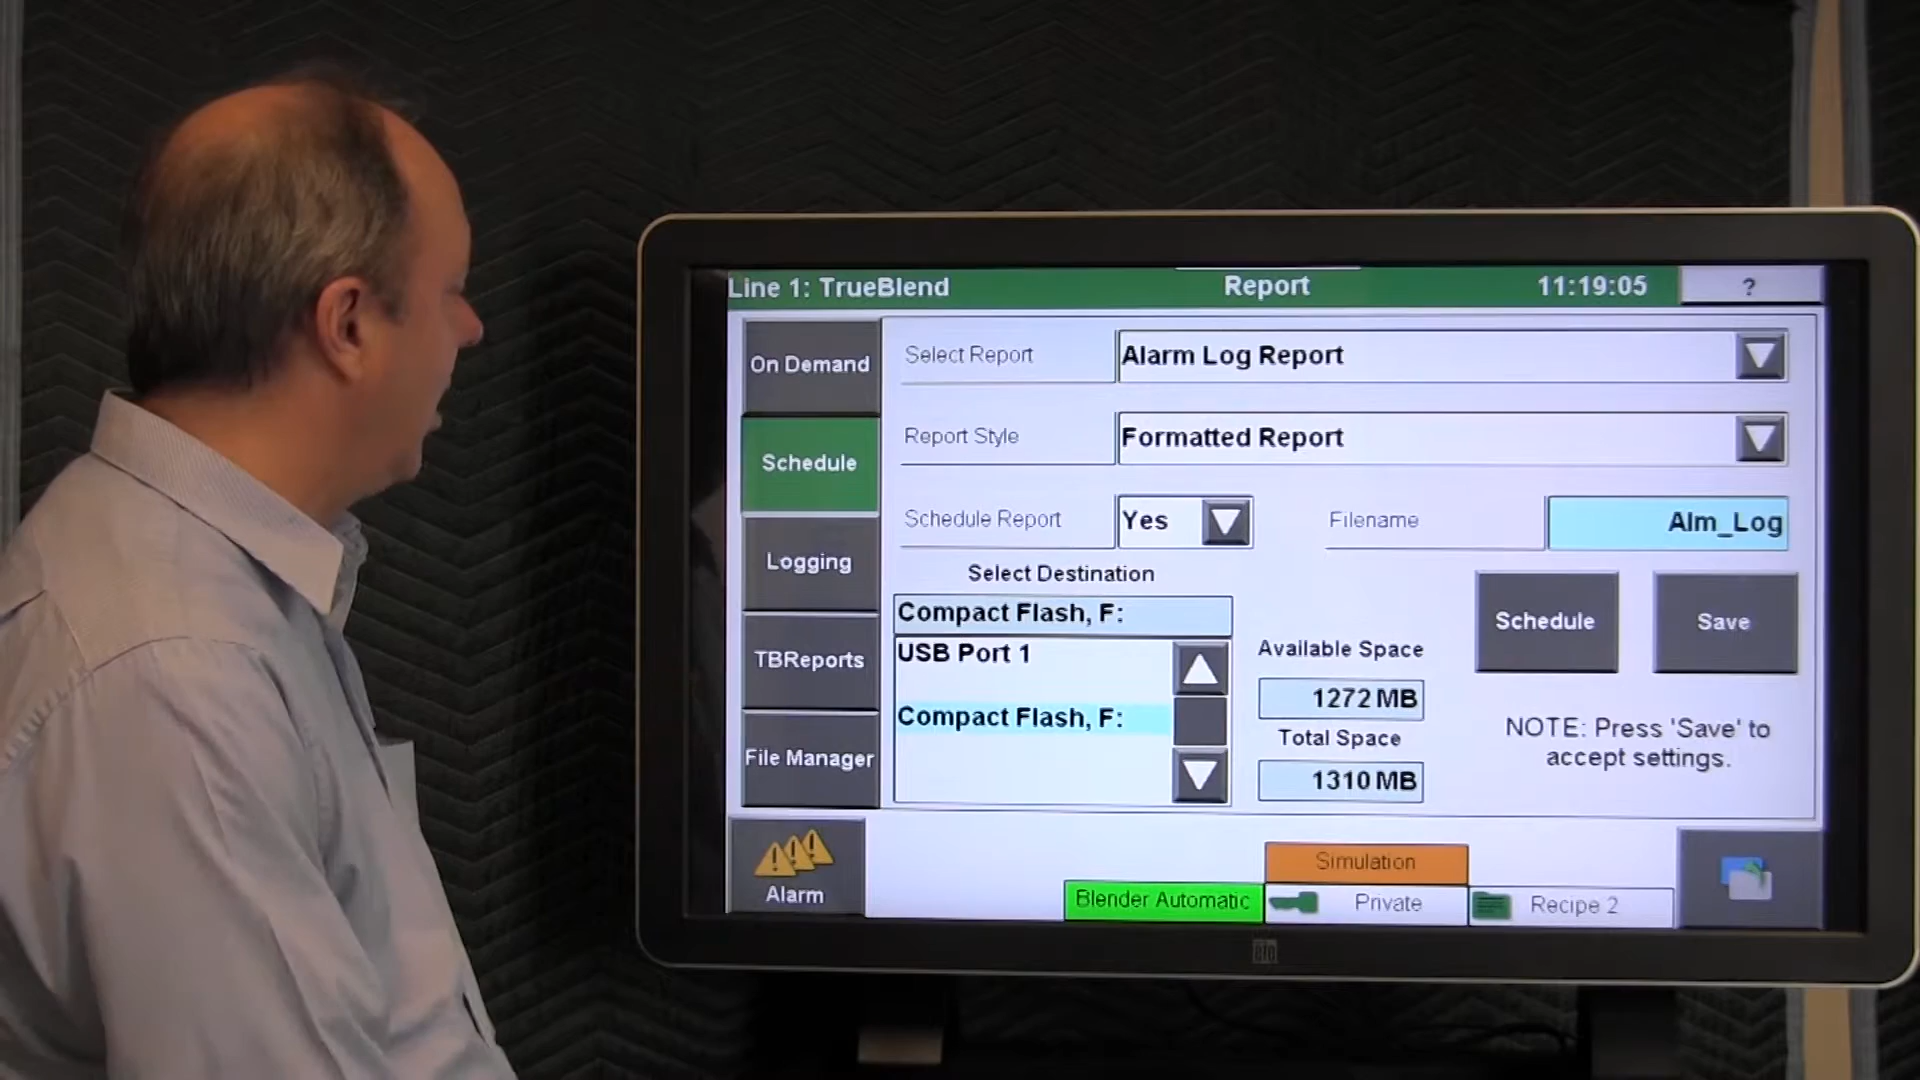 Line 1: TrueBlend Report 11:19:05 ?
On Demand
Select Report Alarm Log Report
Report Style Formatted Report
Schedule
Schedule Report Yes Filename Alm_Log
Logging
Select Destination
Compact Flash, F:
USB Port 1
Compact Flash, F:
Available Space
1272 MB
Total Space
1310 MB
Schedule Save
NOTE: Press 'Save' to
accept settings.
TBReports
File Manager
Alarm
Simulation
Blender Automatic Private Recipe 2
elo